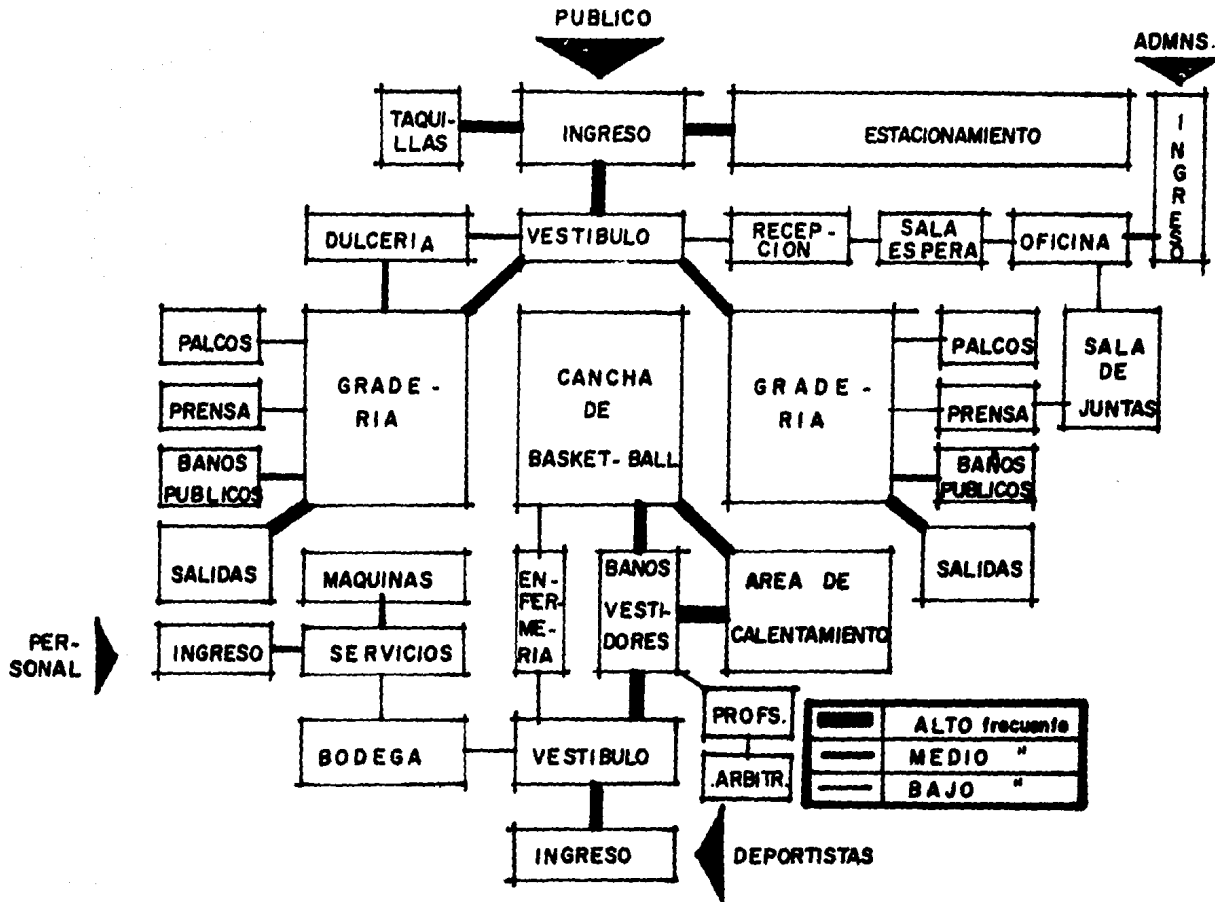 PUBLICO
ADMNS.
TAQUI-
LLAS
INGRESO
ESTACIONAMIENTO
INGRESO
DULCERIA
VESTIBULO
RECEP-
CION
SALA
ESPERA
OFICINA
PALCOS
PRENSA
BANOS
PUBLICOS
SALIDAS
GRADE-
RIA
CANCHA
DE
BASKET-BALL
GRADE-
RIA
PALCOS
PRENSA
BAÑOS
PUBLICOS
SALIDAS
SALA
DE
JUNTAS
MAQUINAS
EN-
FER-
ME-
RIA
BANOS
VESTI-
DORES
AREA DE
CALENTAMIENTO
PER-
SONAL
INGRESO
SERVICIOS
BODEGA
VESTIBULO
PROFS.
.ARBITR.
ALTO frecuente
MEDIO "
BAJO "
INGRESO
DEPORTISTAS